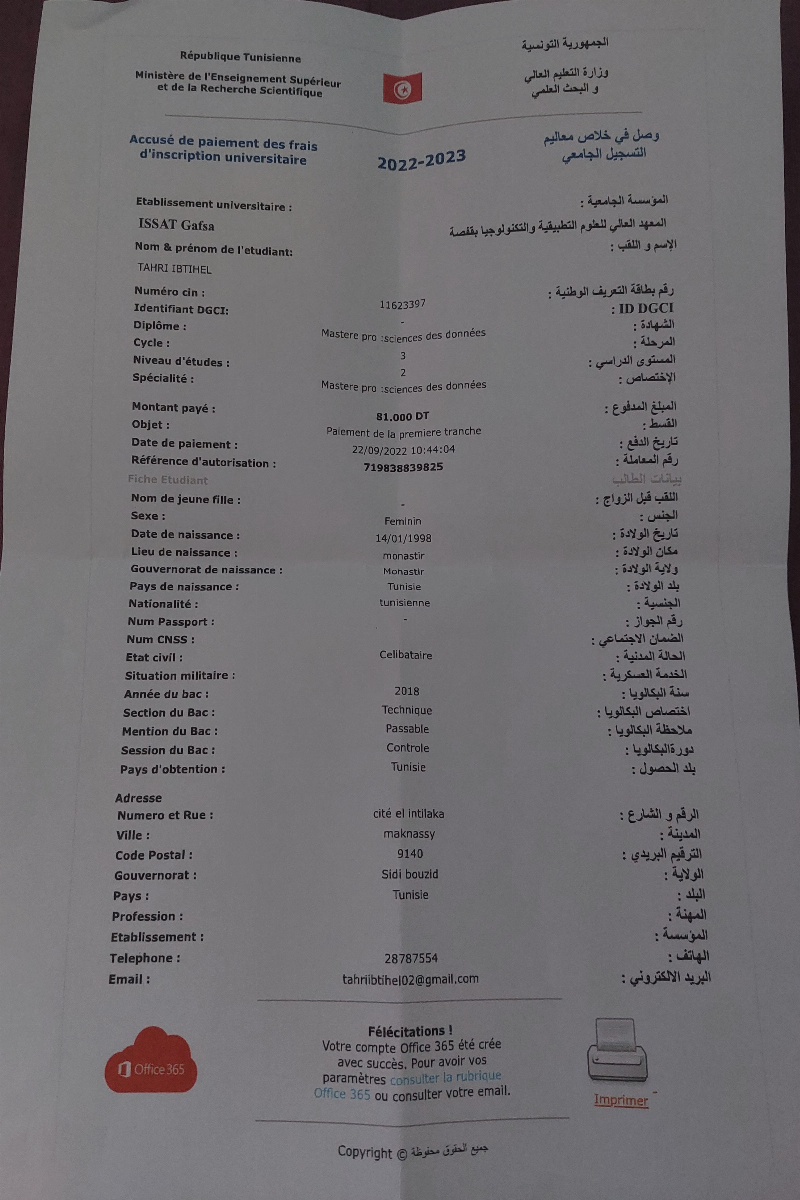 République Tunisienne
الجمهورية التونسية
Ministère de l'Enseignement Supérieur
et de la Recherche Scientifique
وزارة التعليم العالي
و البحث العلمي
Accusé de paiement des frais
d'inscription universitaire
2022-2023
وصل في خلاص معاليم
التسجيل الجامعي
Etablissement universitaire : المؤسسة الجامعية :
ISSAT Gafsa المعهد العالي للعلوم التطبيقية والتكنولوجيا بقفصة
Nom & prénom de l'etudiant: الإسم و اللقب :
TAHRI IBTIHEL
Numéro cin : 11623397 رقم بطاقة التعريف الوطنية :
Identifiant DGCI: - ID DGCI :
Diplôme : Mastere pro :sciences des données الشهادة :
Cycle : 3 المرحلة :
Niveau d'études : 2 المستوى الدراسي :
Spécialité : Mastere pro :sciences des données الإختصاص :
Montant payé : 81.000 DT المبلغ المدفوع :
Objet : Paiement de la premiere tranche القسط :
Date de paiement : 22/09/2022 10:44:04 تاريخ الدفع :
Référence d'autorisation : 719838839825 رقم المعاملة :
Fiche Etudiant بيانات الطالب
Nom de jeune fille : - اللقب قبل الزواج :
Sexe : Feminin الجنس :
Date de naissance : 14/01/1998 تاريخ الولادة :
Lieu de naissance : monastir مكان الولادة :
Gouvernorat de naissance : Monastir ولاية الولادة :
Pays de naissance : Tunisie بلد الولادة :
Nationalité : tunisienne الجنسية :
Num Passport : - رقم الجواز :
Num CNSS : الضمان الاجتماعي :
Etat civil : Celibataire الحالة المدنية :
Situation militaire : الخدمة العسكرية :
Année du bac : 2018 سنة البكالويا :
Section du Bac : Technique اختصاص البكالويا :
Mention du Bac : Passable ملاحظة البكالويا :
Session du Bac : Controle دورةالبكالويا :
Pays d'obtention : Tunisie بلد الحصول :
Adresse
Numero et Rue : cité el intilaka الرقم و الشارع :
Ville : maknassy المدينة :
Code Postal : 9140 الترقيم البريدي :
Gouvernorat : Sidi bouzid الولاية :
Pays : Tunisie البلد :
Profession : المهنة :
Etablissement : المؤسسة :
Telephone : 28787554 الهاتف :
Email : tahriibtihel02@gmail.com البريد الالكتروني :
Office 365
Félécitations !
Votre compte Office 365 été crée
avec succès. Pour avoir vos
paramètres consulter la rubrique
Office 365 ou consulter votre email.
Imprimer
Copyright © جميع الحقوق محفوظة